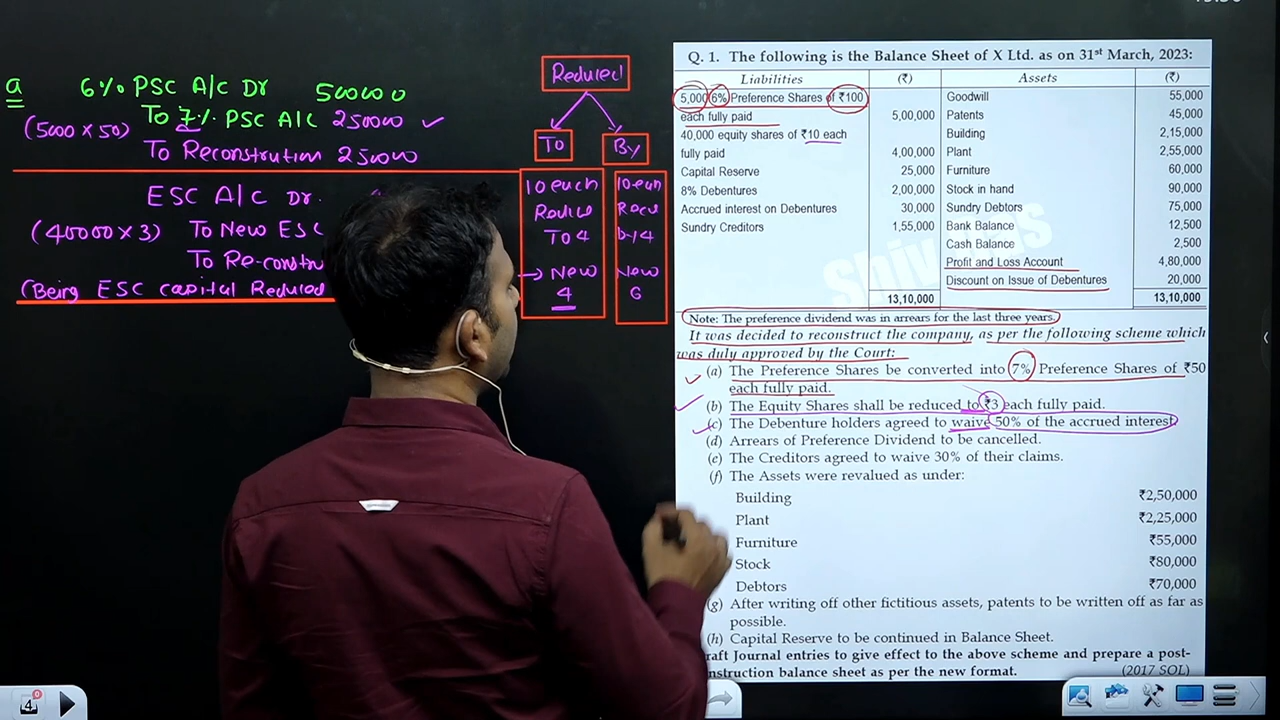 a 6% PSC A/C Dr 500000
To 7% PSC A/C 250000 ✓
(5000 x 50)
To Reconstrution 250000
ESC A/C Dr.
(40000 x 3) To New ESC
To Re-constru
(Being ESC capital Reduced
Reduced
To By
10 each
Reduce
To 4
→ New
4
10 each
Redu
by 4
New
6
Q. 1. The following is the Balance Sheet of X Ltd. as on 31st March, 2023:
Liabilities (₹) Assets (₹)
5,000 6% Preference Shares of ₹100 Goodwill 55,000
each fully paid 5,00,000 Patents 45,000
40,000 equity shares of ₹10 each Building 2,15,000
fully paid 4,00,000 Plant 2,55,000
Capital Reserve 25,000 Furniture 60,000
8% Debentures 2,00,000 Stock in hand 90,000
Accrued interest on Debentures 30,000 Sundry Debtors 75,000
Sundry Creditors 1,55,000 Bank Balance 12,500
Cash Balance 2,500
Profit and Loss Account 4,80,000
Discount on Issue of Debentures 20,000
13,10,000 13,10,000
Note: The preference dividend was in arrears for the last three years.
It was decided to reconstruct the company, as per the following scheme which
was duly approved by the Court:
(a) The Preference Shares be converted into 7% Preference Shares of ₹50
each fully paid.
(b) The Equity Shares shall be reduced to ₹3 each fully paid.
(c) The Debenture holders agreed to waive 50% of the accrued interest.
(d) Arrears of Preference Dividend to be cancelled.
(e) The Creditors agreed to waive 30% of their claims.
(f) The Assets were revalued as under:
Building ₹2,50,000
Plant ₹2,25,000
Furniture ₹55,000
Stock ₹80,000
Debtors ₹70,000
(g) After writing off other fictitious assets, patents to be written off as far as
possible.
(h) Capital Reserve to be continued in Balance Sheet.
raft Journal entries to give effect to the above scheme and prepare a post-
nstruction balance sheet as per the new format. (2017 SOL)
4
0